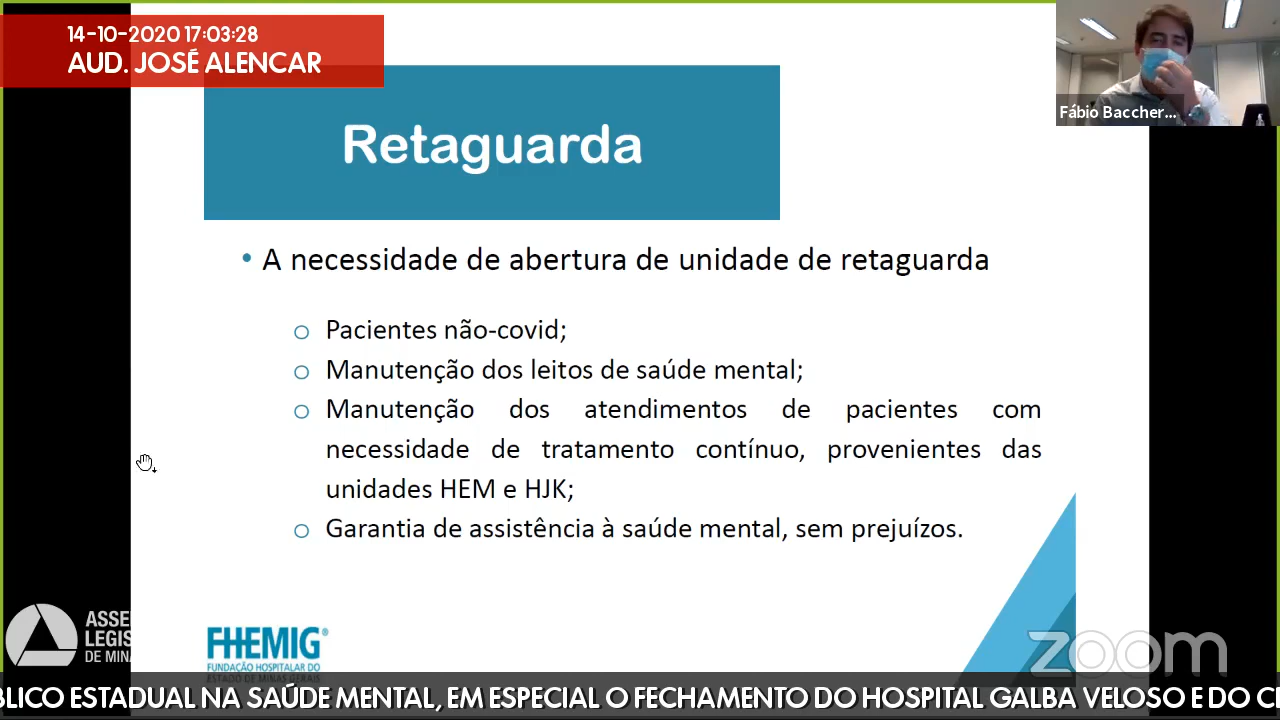 14-10-2020 17:03:28
AUD. JOSÉ ALENCAR
Fábio Baccher...
Retaguarda
• A necessidade de abertura de unidade de retaguarda
o Pacientes não-covid;
o Manutenção dos leitos de saúde mental;
o Manutenção dos atendimentos de pacientes com
necessidade de tratamento contínuo, provenientes das
unidades HEM e HJK;
o Garantia de assistência à saúde mental, sem prejuízos.
ASSE
LEGIS
DE MINA
FHEMIG®
FUNDAÇÃO HOSPITALAR DO
ESTADO DE MINAS GERAIS
zoom
BLICO ESTADUAL NA SAÚDE MENTAL, EM ESPECIAL O FECHAMENTO DO HOSPITAL GALBA VELOSO E DO C